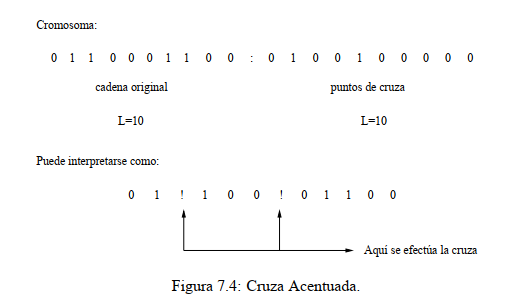 Cromosoma:
0 1 1 0 0 0 1 1 0 0 : 0 1 0 0 1 0 0 0 0 0
cadena original puntos de cruza
L=10 L=10
Puede interpretarse como:
0 1 ! 1 0 0 ! 0 1 1 0 0
Aquí se efectúa la cruza
Figura 7.4: Cruza Acentuada.